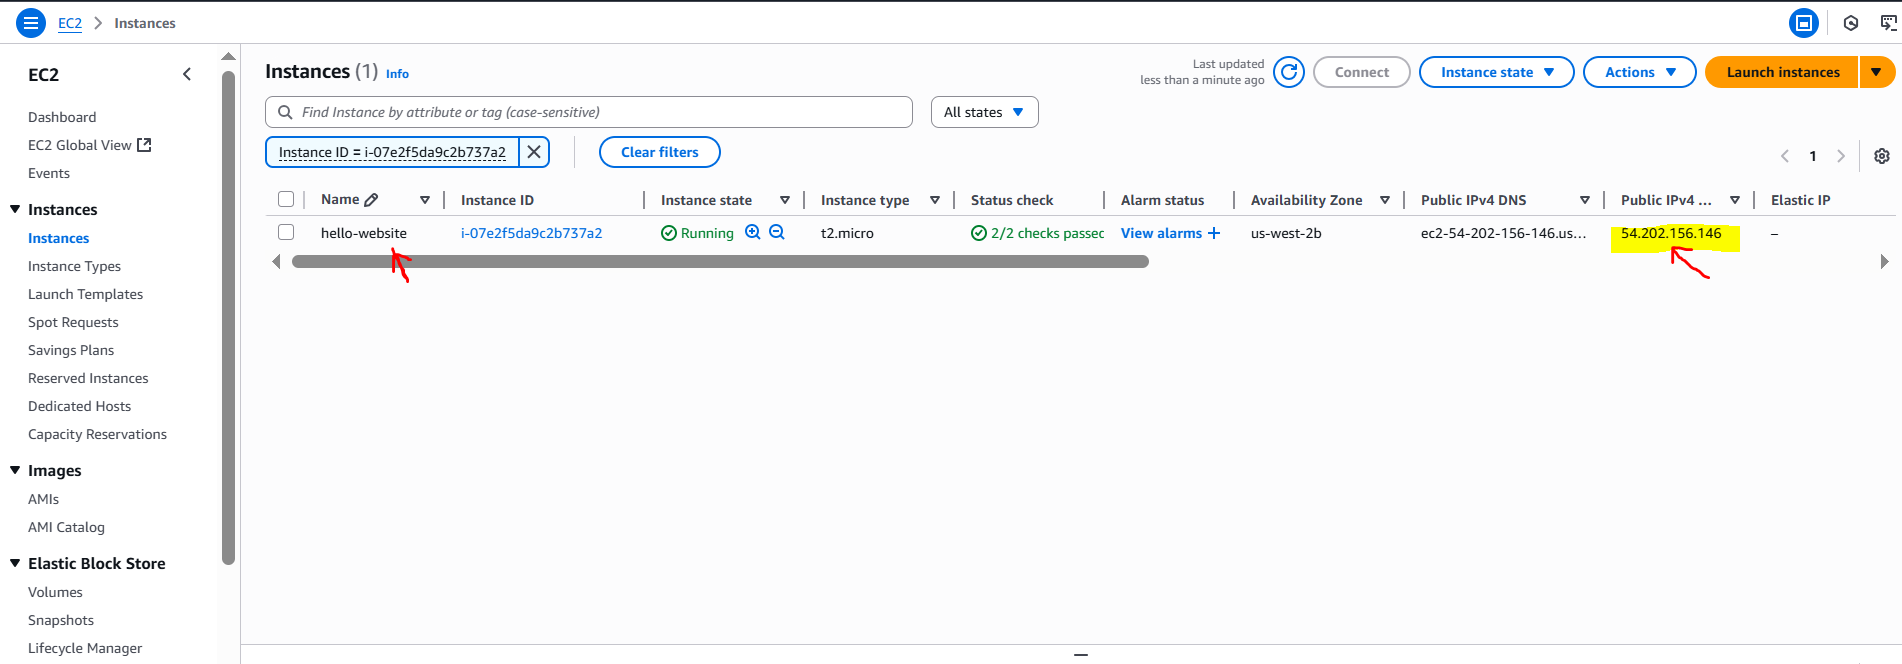 EC2 > Instances
EC2
Dashboard
EC2 Global View
Events
Instances
Instances
Instance Types
Launch Templates
Spot Requests
Savings Plans
Reserved Instances
Dedicated Hosts
Capacity Reservations
Images
AMIs
AMI Catalog
Elastic Block Store
Volumes
Snapshots
Lifecycle Manager
Instances (1) Info
Last updated
less than a minute ago
Connect
Instance state
Actions
Launch instances
Find Instance by attribute or tag (case-sensitive)
All states
Instance ID = i-07e2f5da9c2b737a2
Clear filters
1
Name Instance ID Instance state Instance type Status check Alarm status Availability Zone Public IPv4 DNS Public IPv4 ... Elastic IP
hello-website i-07e2f5da9c2b737a2 Running t2.micro 2/2 checks passec View alarms + us-west-2b ec2-54-202-156-146.us... 54.202.156.146 –